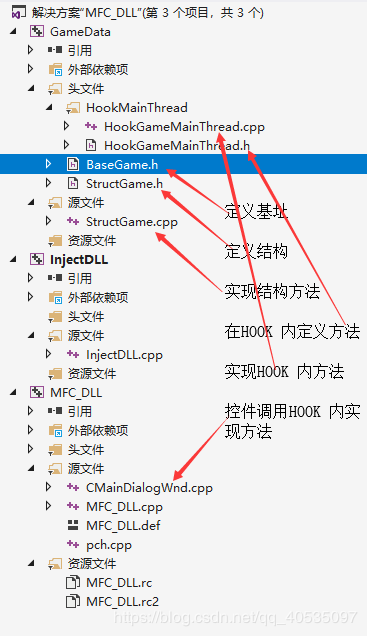 解决方案"MFC_DLL"(第 3 个项目，共 3 个)
GameData
引用
外部依赖项
头文件
HookMainThread
HookGameMainThread.cpp
HookGameMainThread.h
BaseGame.h
StructGame.h
源文件
StructGame.cpp
资源文件
InjectDLL
引用
外部依赖项
头文件
源文件
InjectDLL.cpp
资源文件
MFC_DLL
引用
外部依赖项
头文件
源文件
CMainDialogWnd.cpp
MFC_DLL.cpp
MFC_DLL.def
pch.cpp
资源文件
MFC_DLL.rc
MFC_DLL.rc2
定义基址
定义结构
实现结构方法
在HOOK 内定义方法
实现HOOK 内方法
控件调用HOOK 内实
现方法
https://blog.csdn.net/qq_40535097